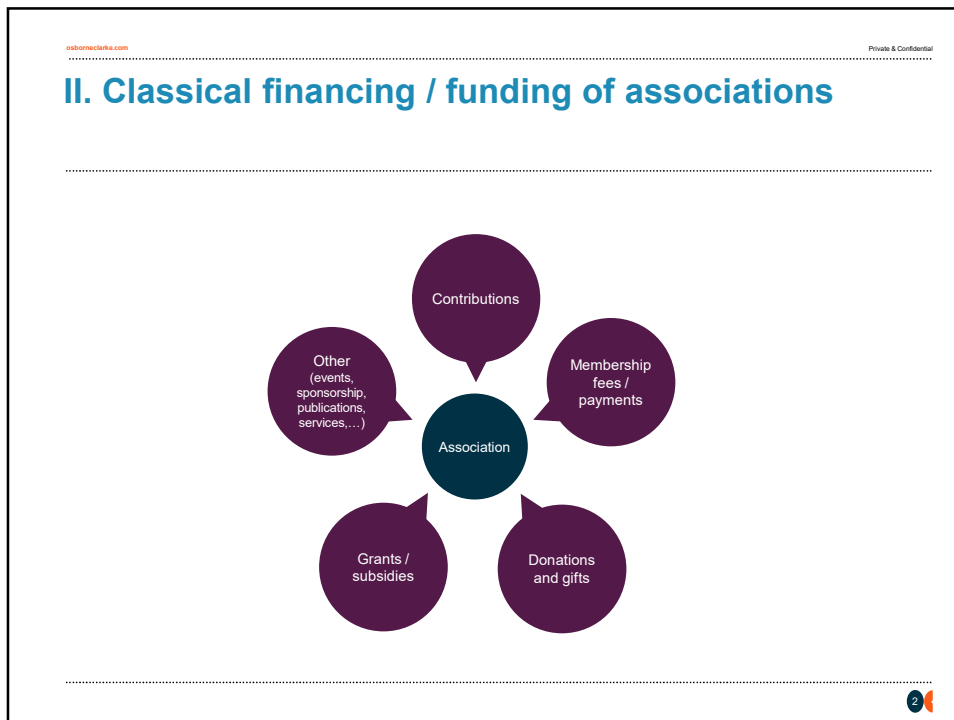 osborneclarke.com
Private & Confidential
II. Classical financing / funding of associations
Contributions
Membership
fees /
payments
Other
(events,
sponsorship,
publications,
services,…)
Association
Grants /
subsidies
Donations
and gifts
2